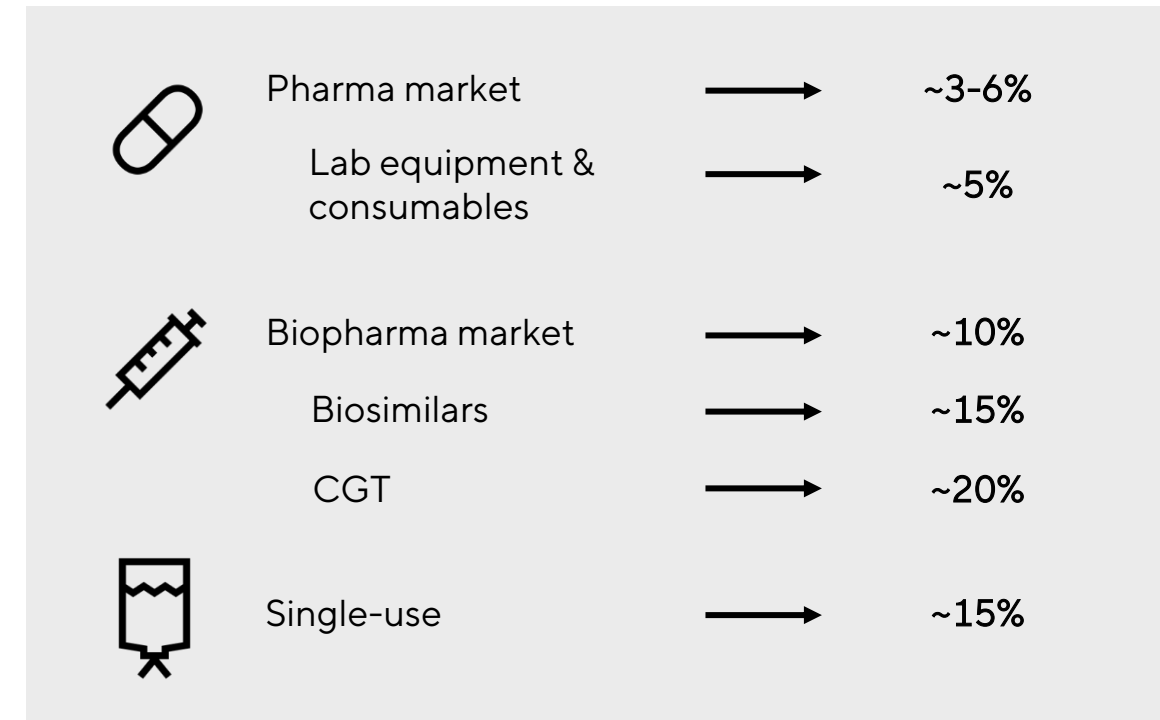 Pharma market ~3-6%
Lab equipment &
consumables ~5%
Biopharma market ~10%
Biosimilars ~15%
CGT ~20%
Single-use ~15%